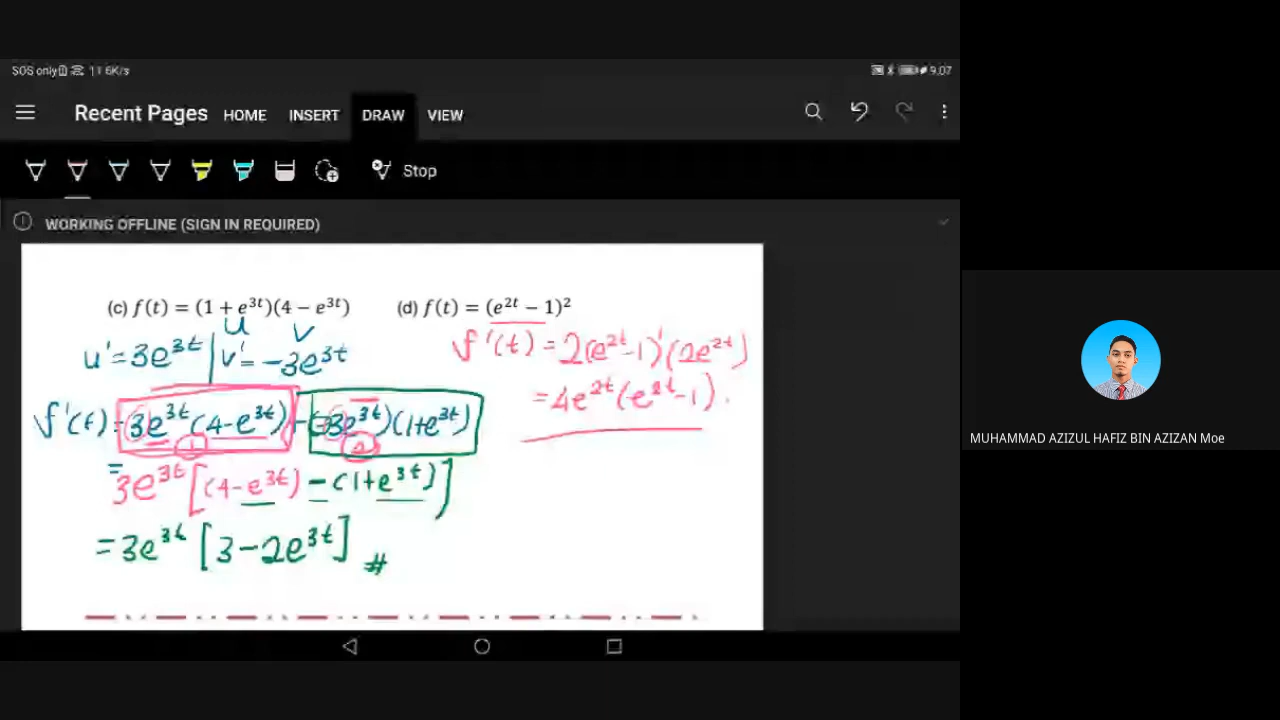 SOS only 11.6K/s 9.07
Recent Pages HOME INSERT DRAW VIEW
Stop
WORKING OFFLINE (SIGN IN REQUIRED)
(c) f(t) = (1 + e^{3t})(4 − e^{3t}) (d) f(t) = (e^{2t} − 1)^2
u v
u' = 3e^{3t} | v' = -3e^{3t}
f'(t) = 3e^{3t}(4-e^{3t}) + (-3e^{3t})(1+e^{3t})
1 2
= 3e^{3t}[(4-e^{3t}) - (1+e^{3t})]
= 3e^{3t}[3-2e^{3t}] #
f'(t) = 2(e^{2t}-1)^1(2e^{2t})
= 4e^{2t}(e^{2t}-1).
MUHAMMAD AZIZUL HAFIZ BIN AZIZAN Moe